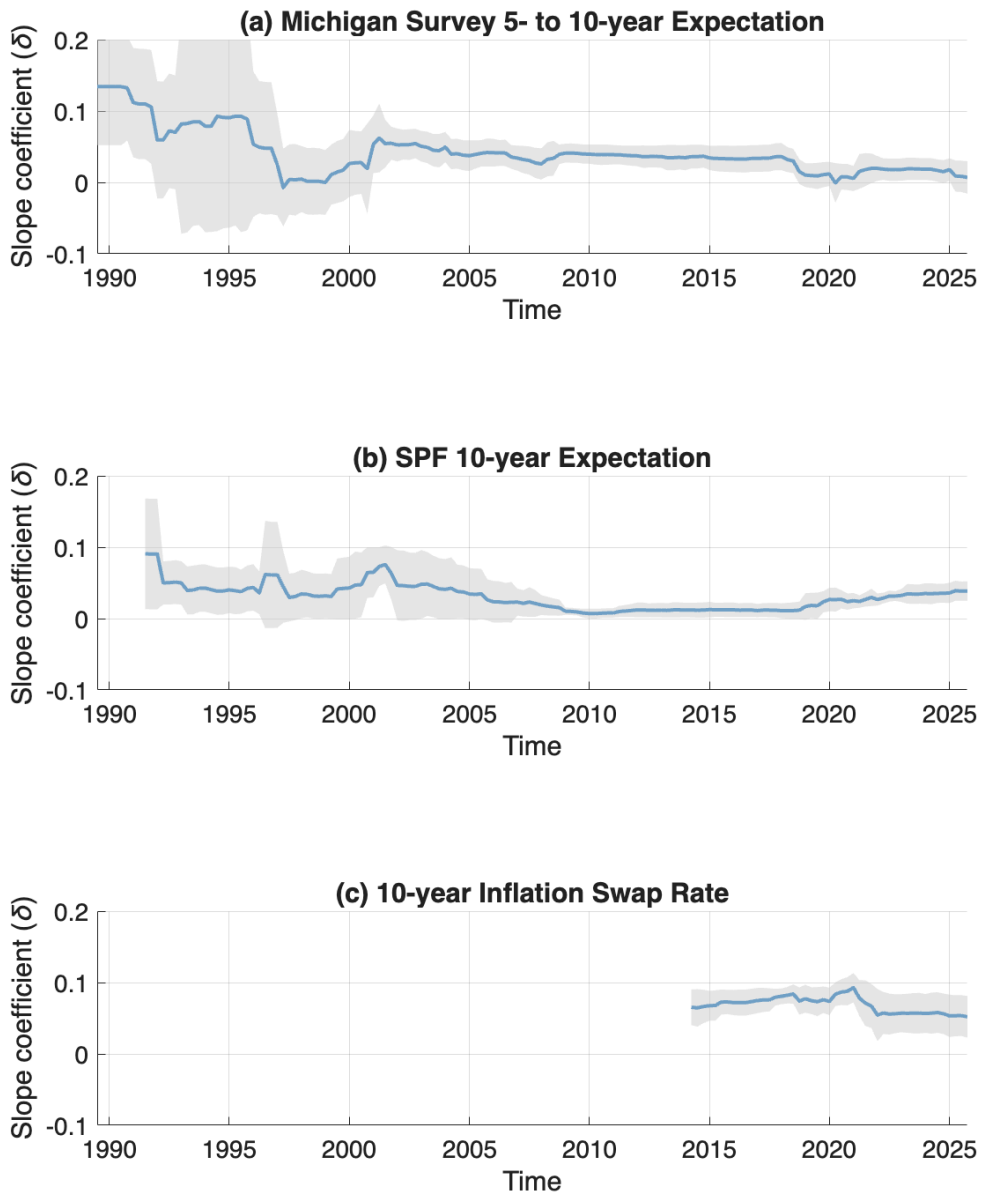 (a) Michigan Survey 5- to 10-year Expectation
Slope coefficient (δ)
0.2
0.1
0
-0.1
1990 1995 2000 2005 2010 2015 2020 2025
Time
(b) SPF 10-year Expectation
Slope coefficient (δ)
0.2
0.1
0
-0.1
1990 1995 2000 2005 2010 2015 2020 2025
Time
(c) 10-year Inflation Swap Rate
Slope coefficient (δ)
0.2
0.1
0
-0.1
1990 1995 2000 2005 2010 2015 2020 2025
Time